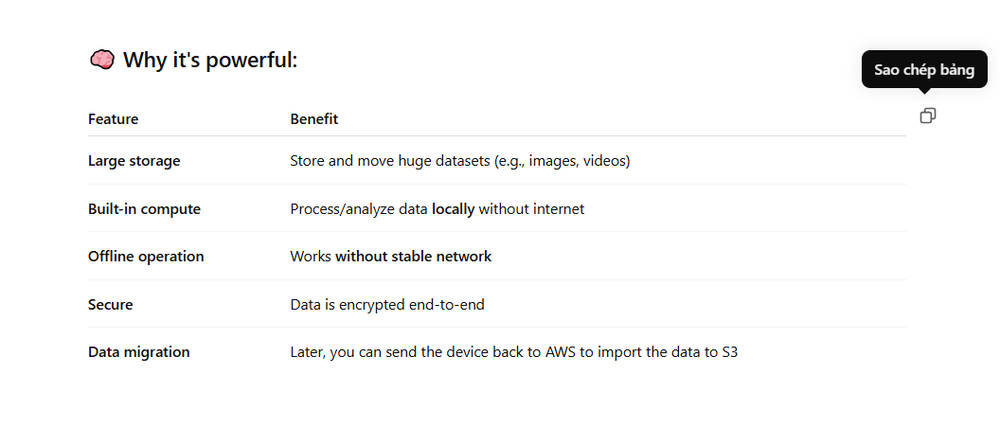 🧠 Why it's powerful:
Sao chép bảng
Feature Benefit
Large storage Store and move huge datasets (e.g., images, videos)
Built-in compute Process/analyze data locally without internet
Offline operation Works without stable network
Secure Data is encrypted end-to-end
Data migration Later, you can send the device back to AWS to import the data to S3